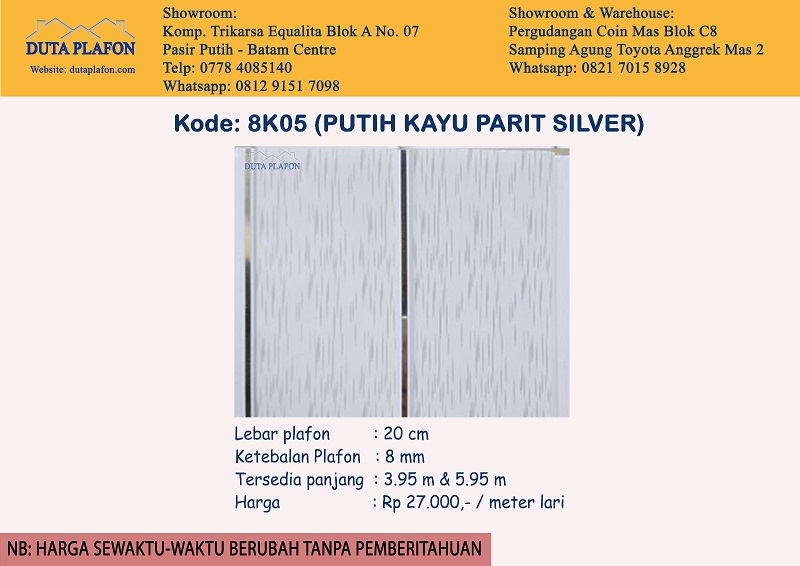 DUTA PLAFON
Website: dutaplafon.com
Showroom:
Komp. Trikarsa Equalita Blok A No. 07
Pasir Putih - Batam Centre
Telp: 0778 4085140
Whatsapp: 0812 9151 7098
Showroom & Warehouse:
Pergudangan Coin Mas Blok C8
Samping Agung Toyota Anggrek Mas 2
Whatsapp: 0821 7015 8928
Kode: 8K05 (PUTIH KAYU PARIT SILVER)
DUTA PLAFON
Lebar plafon : 20 cm
Ketebalan Plafon : 8 mm
Tersedia panjang : 3.95 m & 5.95 m
Harga : Rp 27.000,- / meter lari
NB: HARGA SEWAKTU-WAKTU BERUBAH TANPA PEMBERITAHUAN